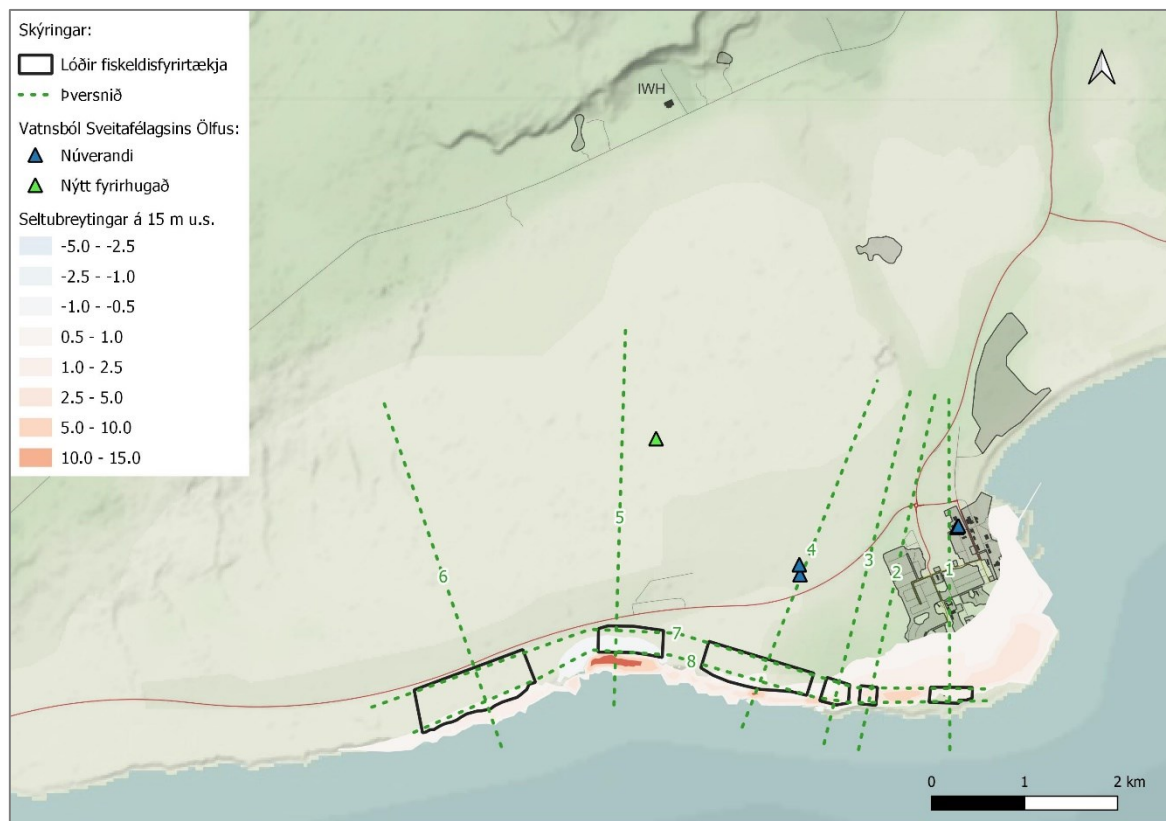 Skýringar:
Lóðir fiskeldisfyrirtækja
Þversnið
Vatnsból Sveitafélagsins Ölfus:
Núverandi
Nýtt fyrirhugað
Seltubreytingar á 15 m u.s.
-5.0 - -2.5
-2.5 - -1.0
-1.0 - -0.5
0.5 - 1.0
1.0 - 2.5
2.5 - 5.0
5.0 - 10.0
10.0 - 15.0
IWH
5
4
3
2
1
6
7
8
0 1 2 km